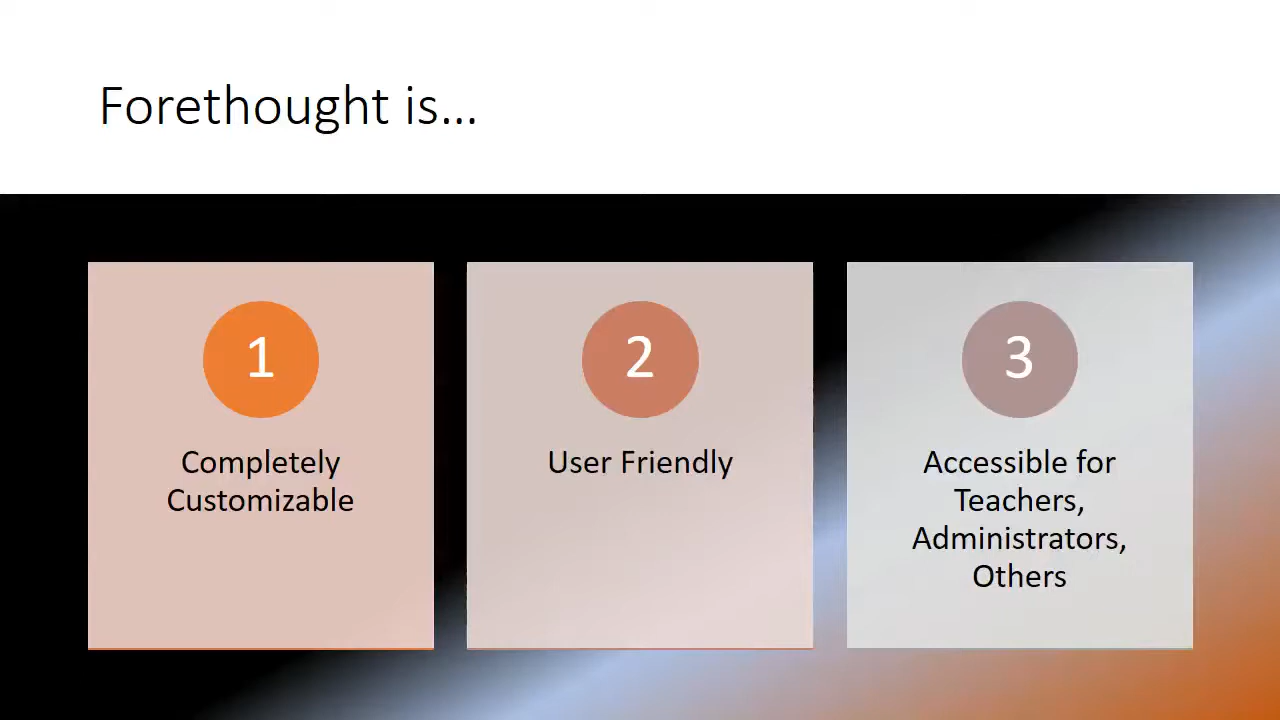 Forethought is...
1
Completely
Customizable
2
User Friendly
3
Accessible for
Teachers,
Administrators,
Others